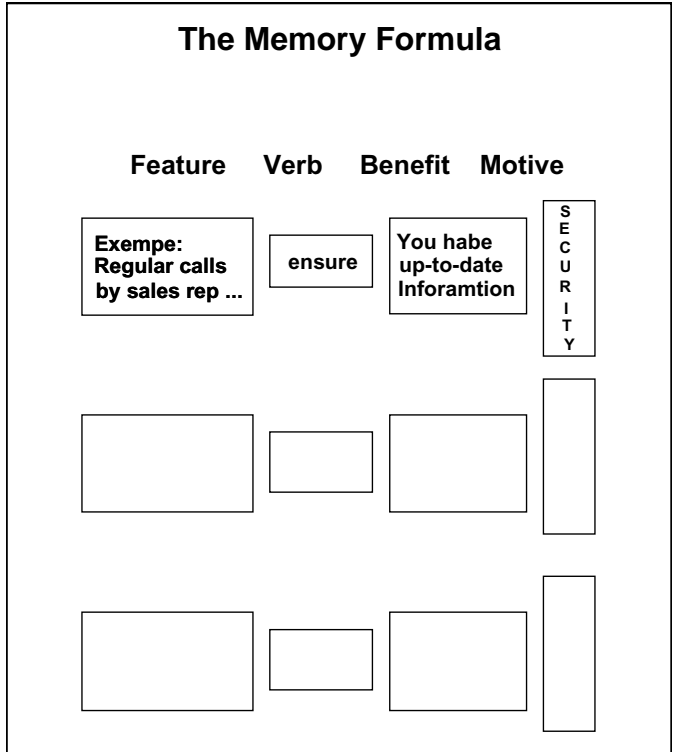 The Memory Formula
Feature Verb Benefit Motive
Exempe:
Regular calls
by sales rep ...
ensure
You habe
up-to-date
Inforamtion
SECURITY